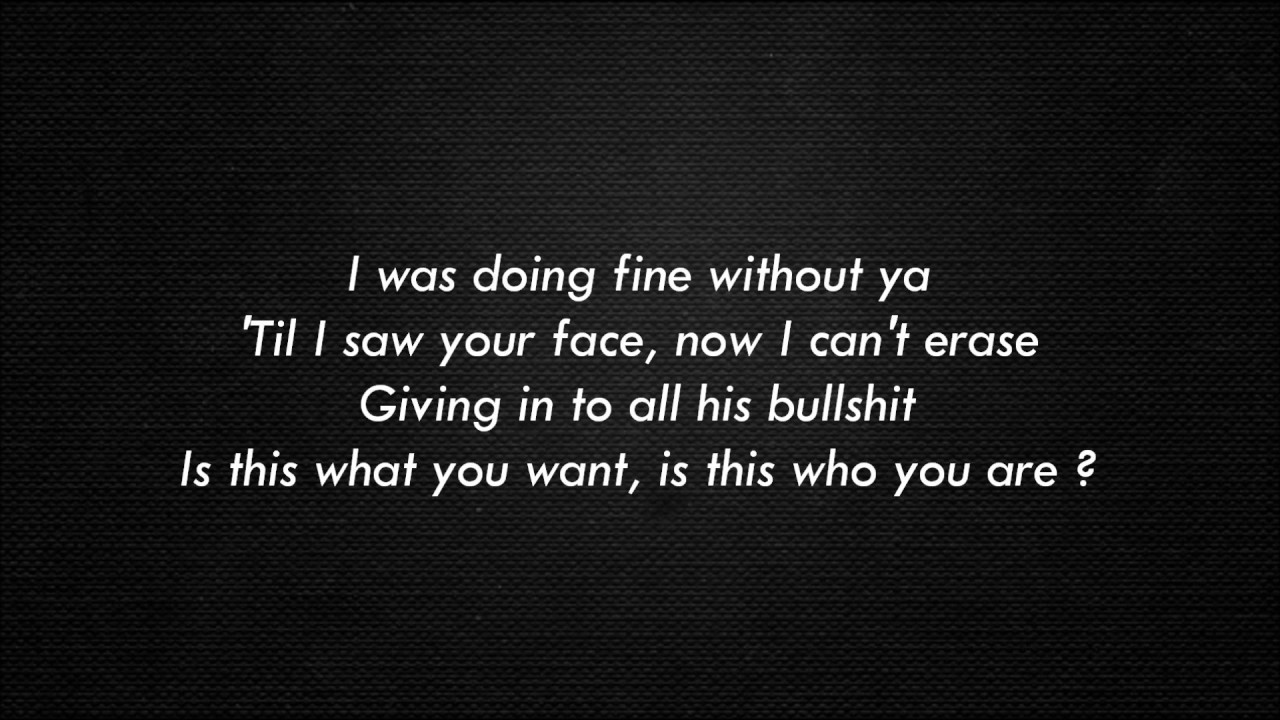 I was doing fine without ya
'Til I saw your face, now I can't erase
Giving in to all his bullshit
Is this what you want, is this who you are ?